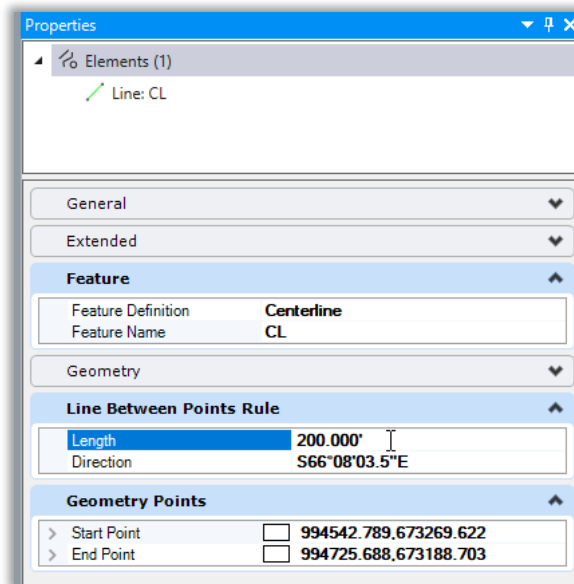 Properties
Elements (1)
Line: CL
General
Extended
Feature
Feature Definition Centerline
Feature Name CL
Geometry
Line Between Points Rule
Length 200.000'
Direction S66°08'03.5"E
Geometry Points
Start Point 994542.789,673269.622
End Point 994725.688,673188.703